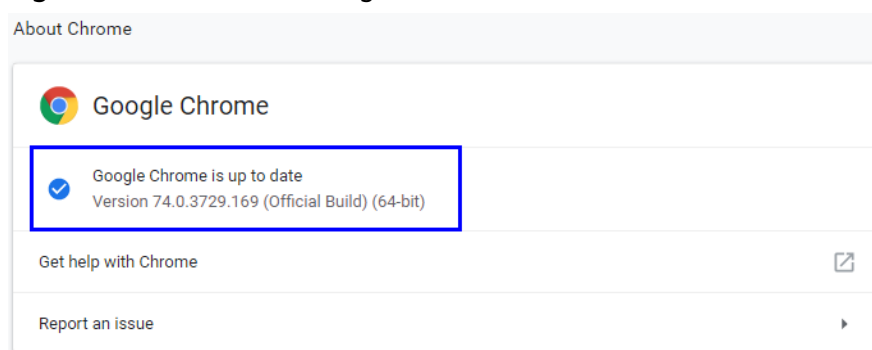 About Chrome
Google Chrome
Google Chrome is up to date
Version 74.0.3729.169 (Official Build) (64-bit)
Get help with Chrome
Report an issue